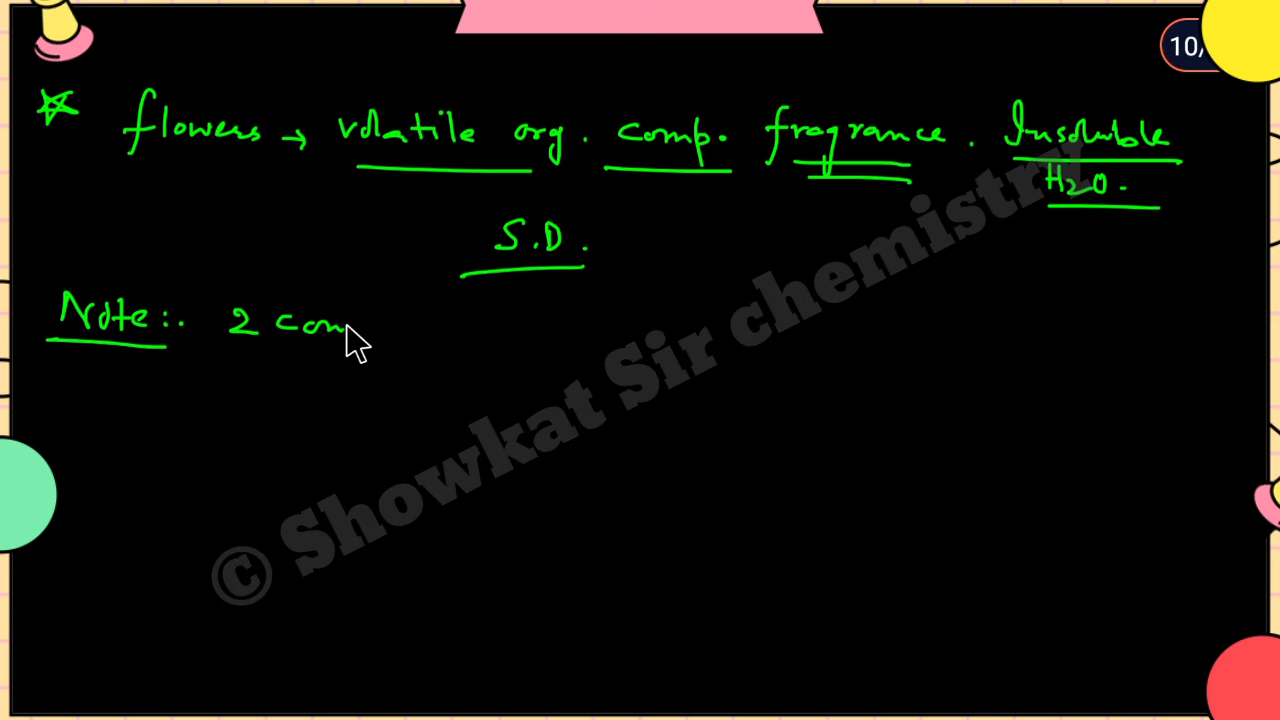 10/
☆ flowers → volatile org. comp. fragrance. Insoluble
H2O.
S.D.
Note:. 2 com
© Showkat Sir chemistry